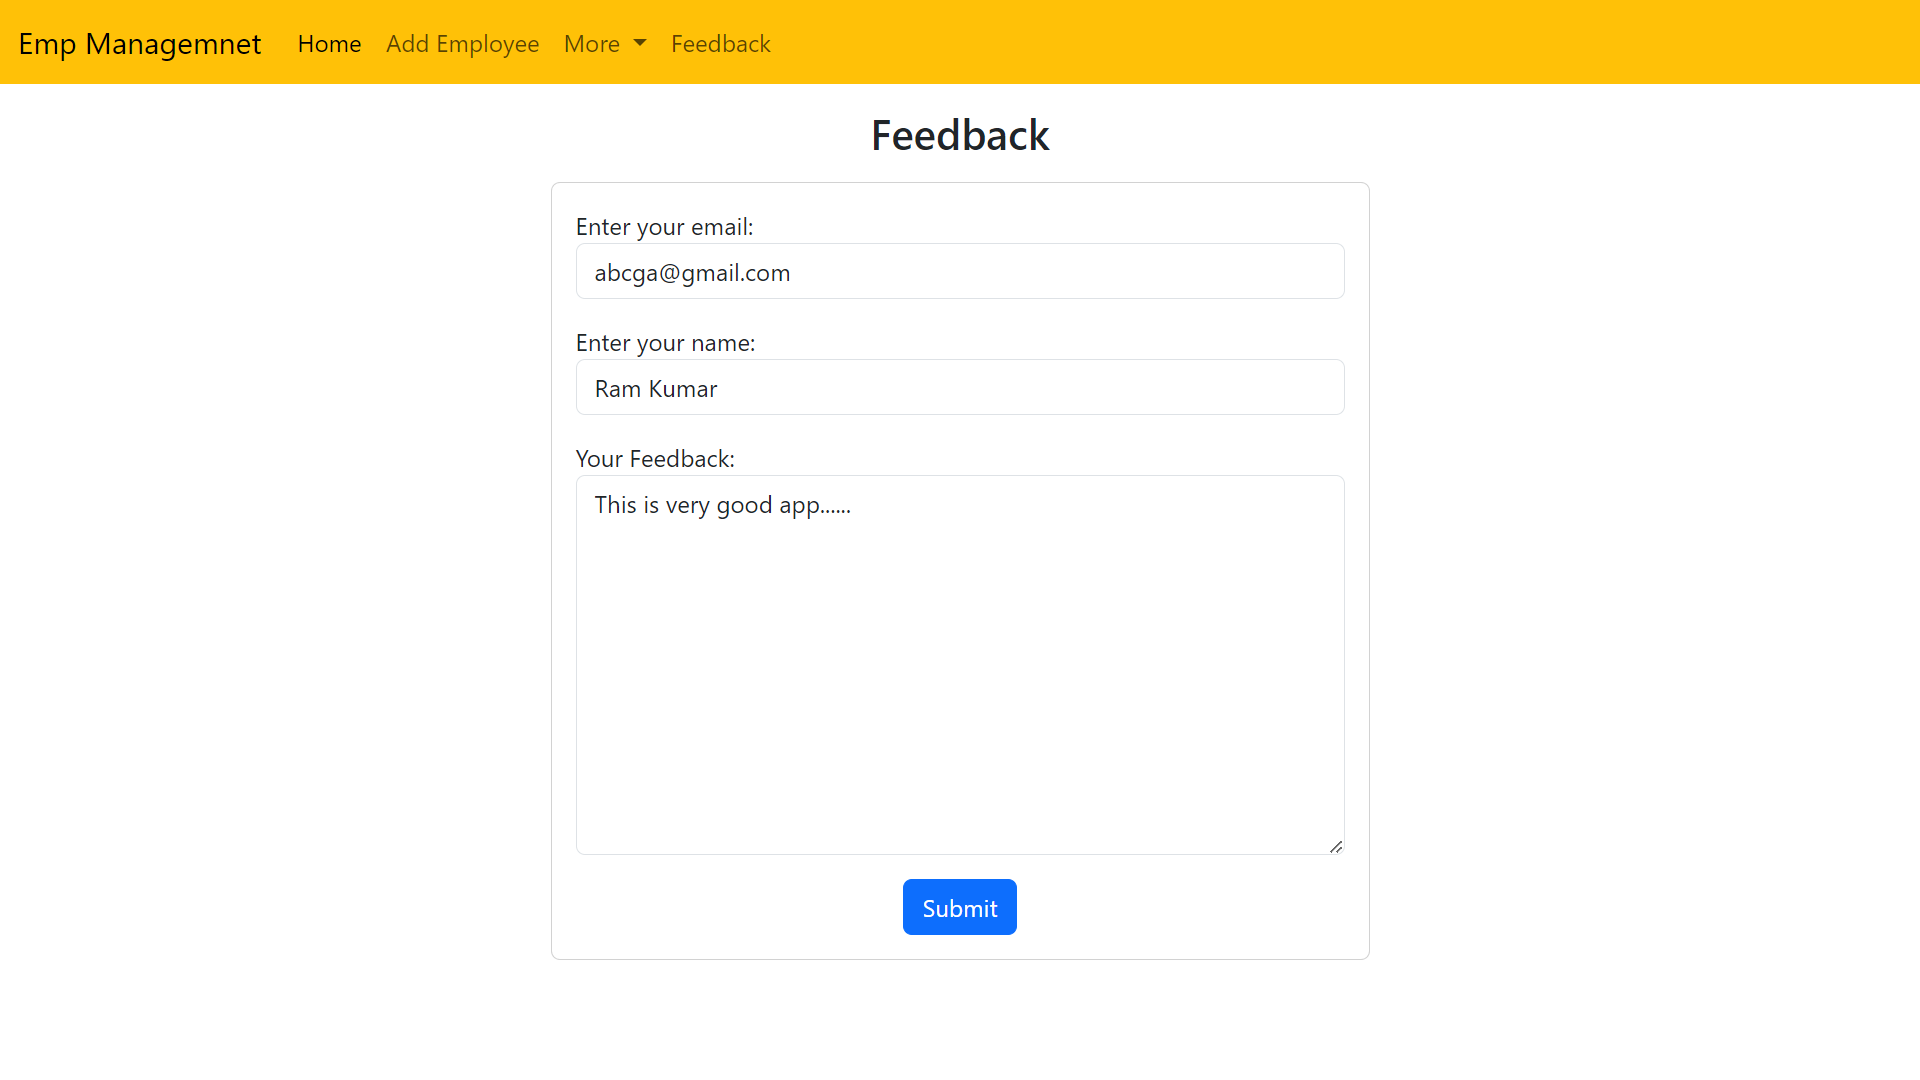 Emp Managemnet Home Add Employee More Feedback
Feedback
Enter your email:
abcga@gmail.com
Enter your name:
Ram Kumar
Your Feedback:
This is very good app......
Submit